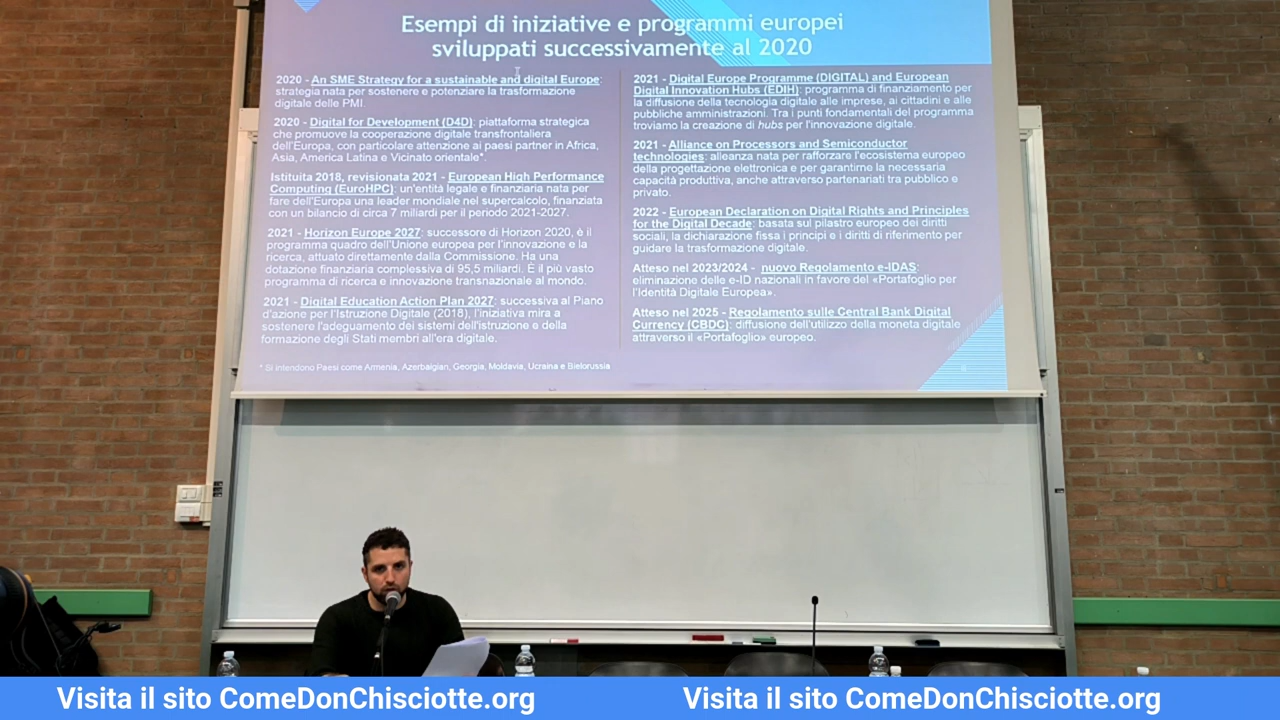 Esempi di iniziative e programmi europei
sviluppati successivamente al 2020
2020 - An SME Strategy for a sustainable and digital Europe:
strategia nata per sostenere e potenziare la trasformazione
digitale delle PMI.
2020 - Digital for Development (D4D): piattaforma strategica
che promuove la cooperazione digitale transfrontaliera
dell'Europa, con particolare attenzione ai paesi partner in Africa,
Asia, America Latina e Vicinato orientale*.
Istituita 2018, revisionata 2021 - European High Performance
Computing (EuroHPC): un'entità legale e finanziaria nata per
fare dell'Europa una leader mondiale nel supercalcolo, finanziata
con un bilancio di circa 7 miliardi per il periodo 2021-2027.
2021 - Horizon Europe 2027: successore di Horizon 2020, è il
programma quadro dell'Unione europea per l'innovazione e la
ricerca, attuato direttamente dalla Commissione. Ha una
dotazione finanziaria complessiva di 95,5 miliardi. È il più vasto
programma di ricerca e innovazione transnazionale al mondo.
2021 - Digital Education Action Plan 2027: successiva al Piano
d'azione per l'Istruzione Digitale (2018), l'iniziativa mira a
sostenere l'adeguamento dei sistemi dell'istruzione e della
formazione degli Stati membri all'era digitale.
* Si intendono Paesi come Armenia, Azerbaigian, Georgia, Moldavia, Ucraina e Bielorussia
2021 - Digital Europe Programme (DIGITAL) and European
Digital Innovation Hubs (EDIH): programma di finanziamento per
la diffusione della tecnologia digitale alle imprese, ai cittadini e alle
pubbliche amministrazioni. Tra i punti fondamentali del programma
troviamo la creazione di hubs per l'innovazione digitale.
2021 - Alliance on Processors and Semiconductor
technologies: alleanza nata per rafforzare l'ecosistema europeo
della progettazione elettronica e per garantirne la necessaria
capacità produttiva, anche attraverso partenariati tra pubblico e
privato.
2022 - European Declaration on Digital Rights and Principles
for the Digital Decade: basata sul pilastro europeo dei diritti
sociali, la dichiarazione fissa i principi e i diritti di riferimento per
guidare la trasformazione digitale.
Atteso nel 2023/2024 - nuovo Regolamento e-IDAS:
eliminazione delle e-ID nazionali in favore del «Portafoglio per
l'Identità Digitale Europea».
Atteso nel 2025 - Regolamento sulle Central Bank Digital
Currency (CBDC): diffusione dell'utilizzo della moneta digitale
attraverso il «Portafoglio» europeo.
Visita il sito ComeDonChisciotte.org
Visita il sito ComeDonChisciotte.org